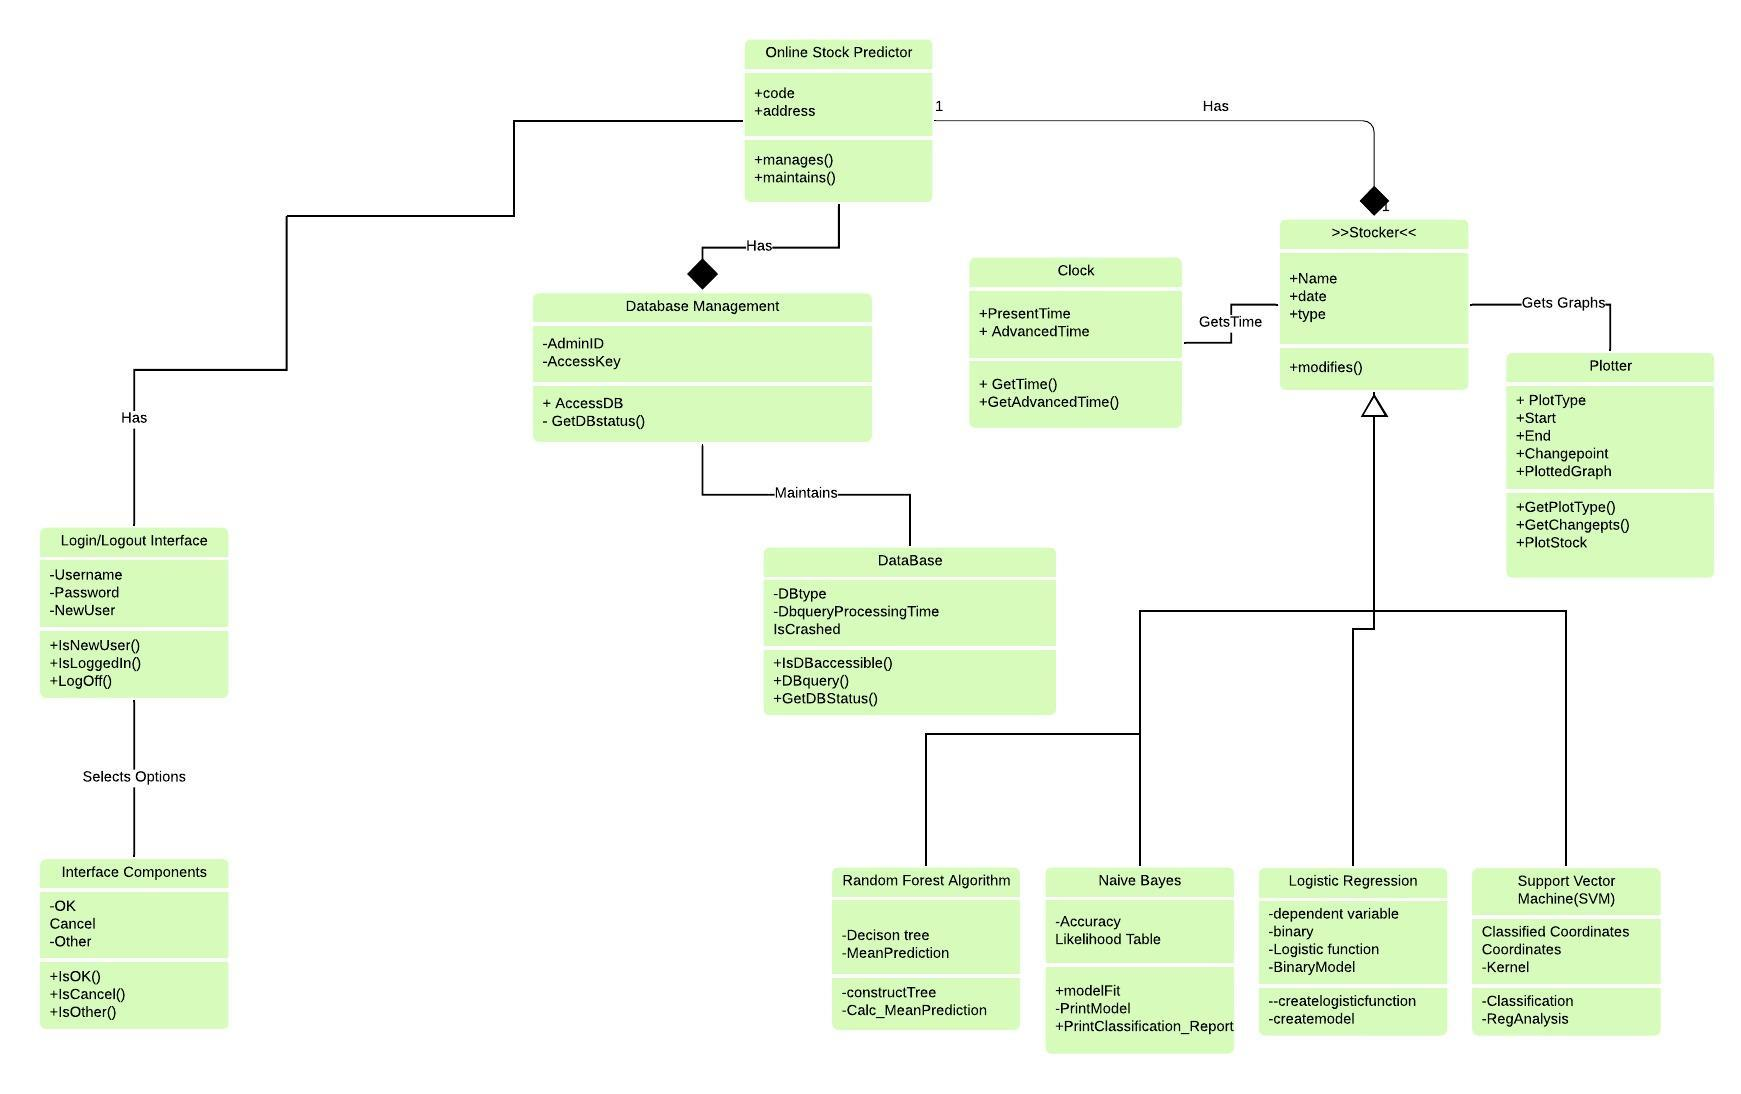 Online Stock Predictor
+code
+address
+manages()
+maintains()
1
Has
1
>>Stocker<<
+Name
+date
+type
+modifies()
Has
Database Management
-AdminID
-AccessKey
+ AccessDB
- GetDBstatus()
Clock
+PresentTime
+ AdvancedTime
+ GetTime()
+GetAdvancedTime()
GetsTime
Gets Graphs
Plotter
+ PlotType
+Start
+End
+Changepoint
+PlottedGraph
+GetPlotType()
+GetChangepts()
+PlotStock
Has
Maintains
Login/Logout Interface
-Username
-Password
-NewUser
+IsNewUser()
+IsLoggedIn()
+LogOff()
DataBase
-DBtype
-DbqueryProcessingTime
IsCrashed
+IsDBaccessible()
+DBquery()
+GetDBStatus()
Selects Options
Interface Components
-OK
Cancel
-Other
+IsOK()
+IsCancel()
+IsOther()
Random Forest Algorithm
-Decison tree
-MeanPrediction
-constructTree
-Calc_MeanPrediction
Naive Bayes
-Accuracy
Likelihood Table
+modelFit
-PrintModel
+PrintClassification_Report
Logistic Regression
-dependent variable
-binary
-Logistic function
-BinaryModel
--createlogisticfunction
-createmodel
Support Vector
Machine(SVM)
Classified Coordinates
Coordinates
-Kernel
-Classification
-RegAnalysis